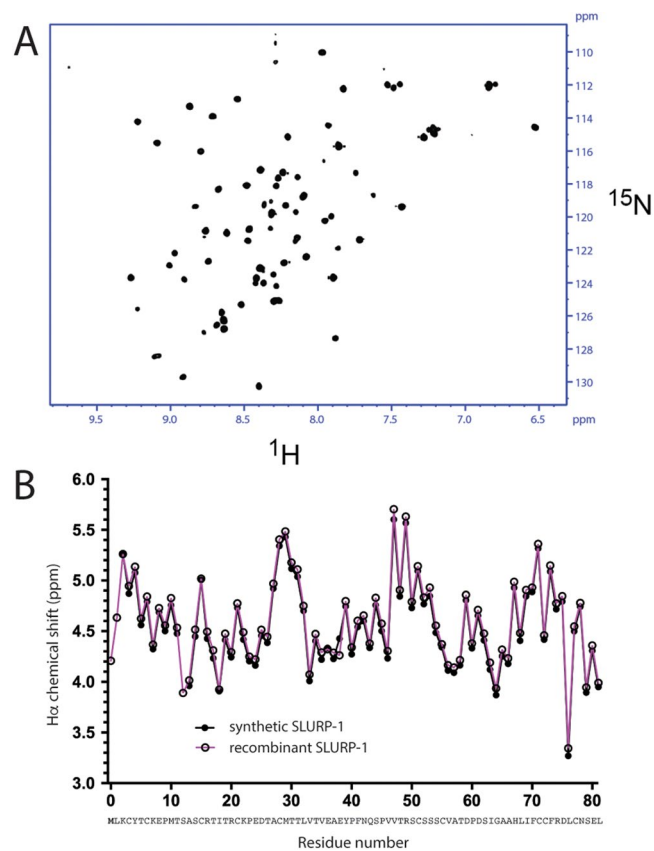 A
ppm
110
112
114
116
118
120
122
124
126
128
130
15N
9.5 9.0 8.5 8.0 7.5 7.0 6.5 ppm
1H
B
6.0
5.5
5.0
4.5
4.0
3.5
3.0
Hα chemical shift (ppm)
synthetic SLURP-1
recombinant SLURP-1
0 10 20 30 40 50 60 70 80
MLKCYTCKEPMTSASCRTITRCKPEDTACMTTLVTVEAEYPFNQSPVVTRSCSSSCVATDPDSIGAAHLIFCCFRDLCNSEL
Residue number